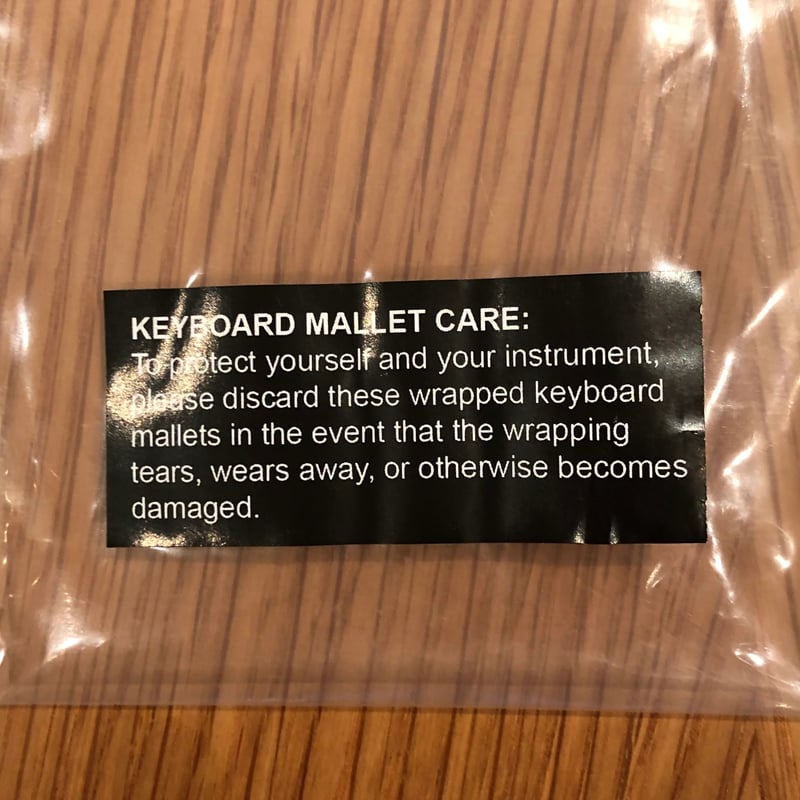 KEYBOARD MALLET CARE:
To protect yourself and your instrument,
please discard these wrapped keyboard
mallets in the event that the wrapping
tears, wears away, or otherwise becomes
damaged.